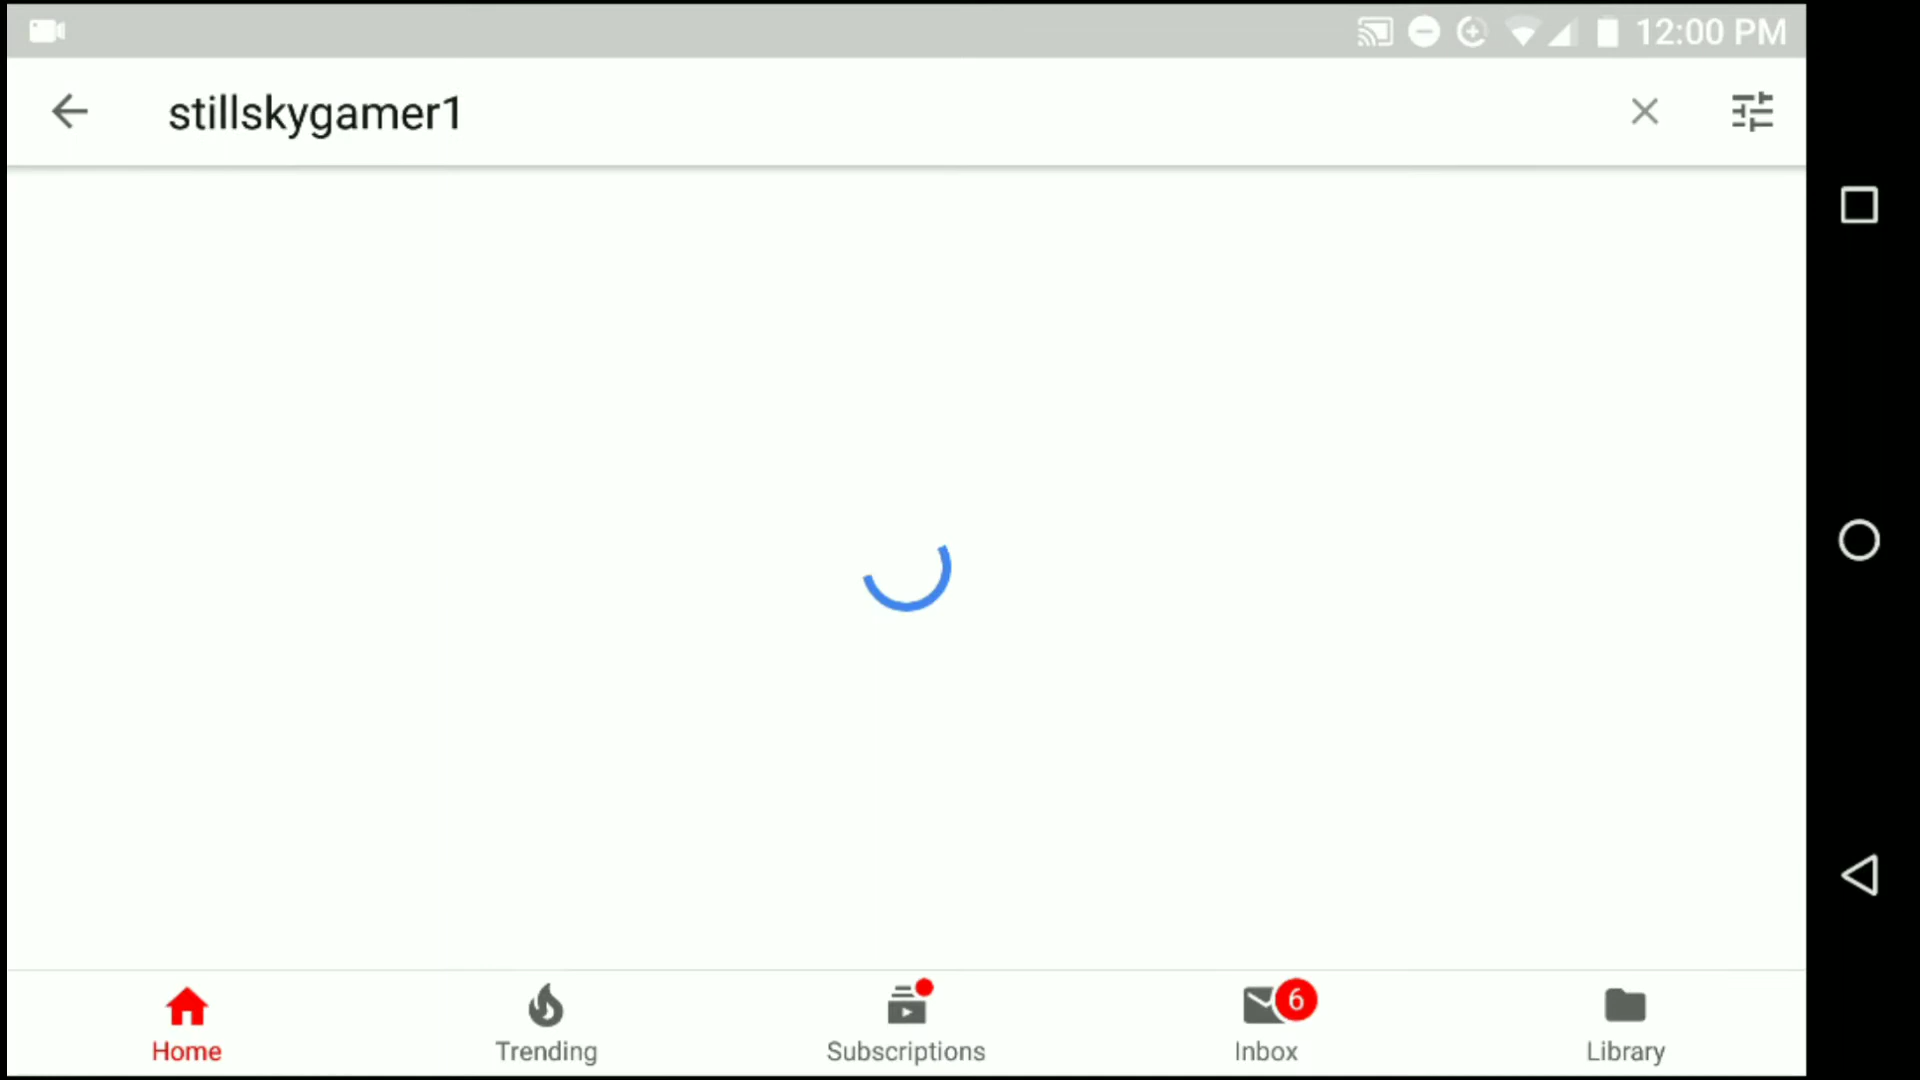 12:00 PM
stillskygamer1
Home
Trending
Subscriptions
6
Inbox
Library